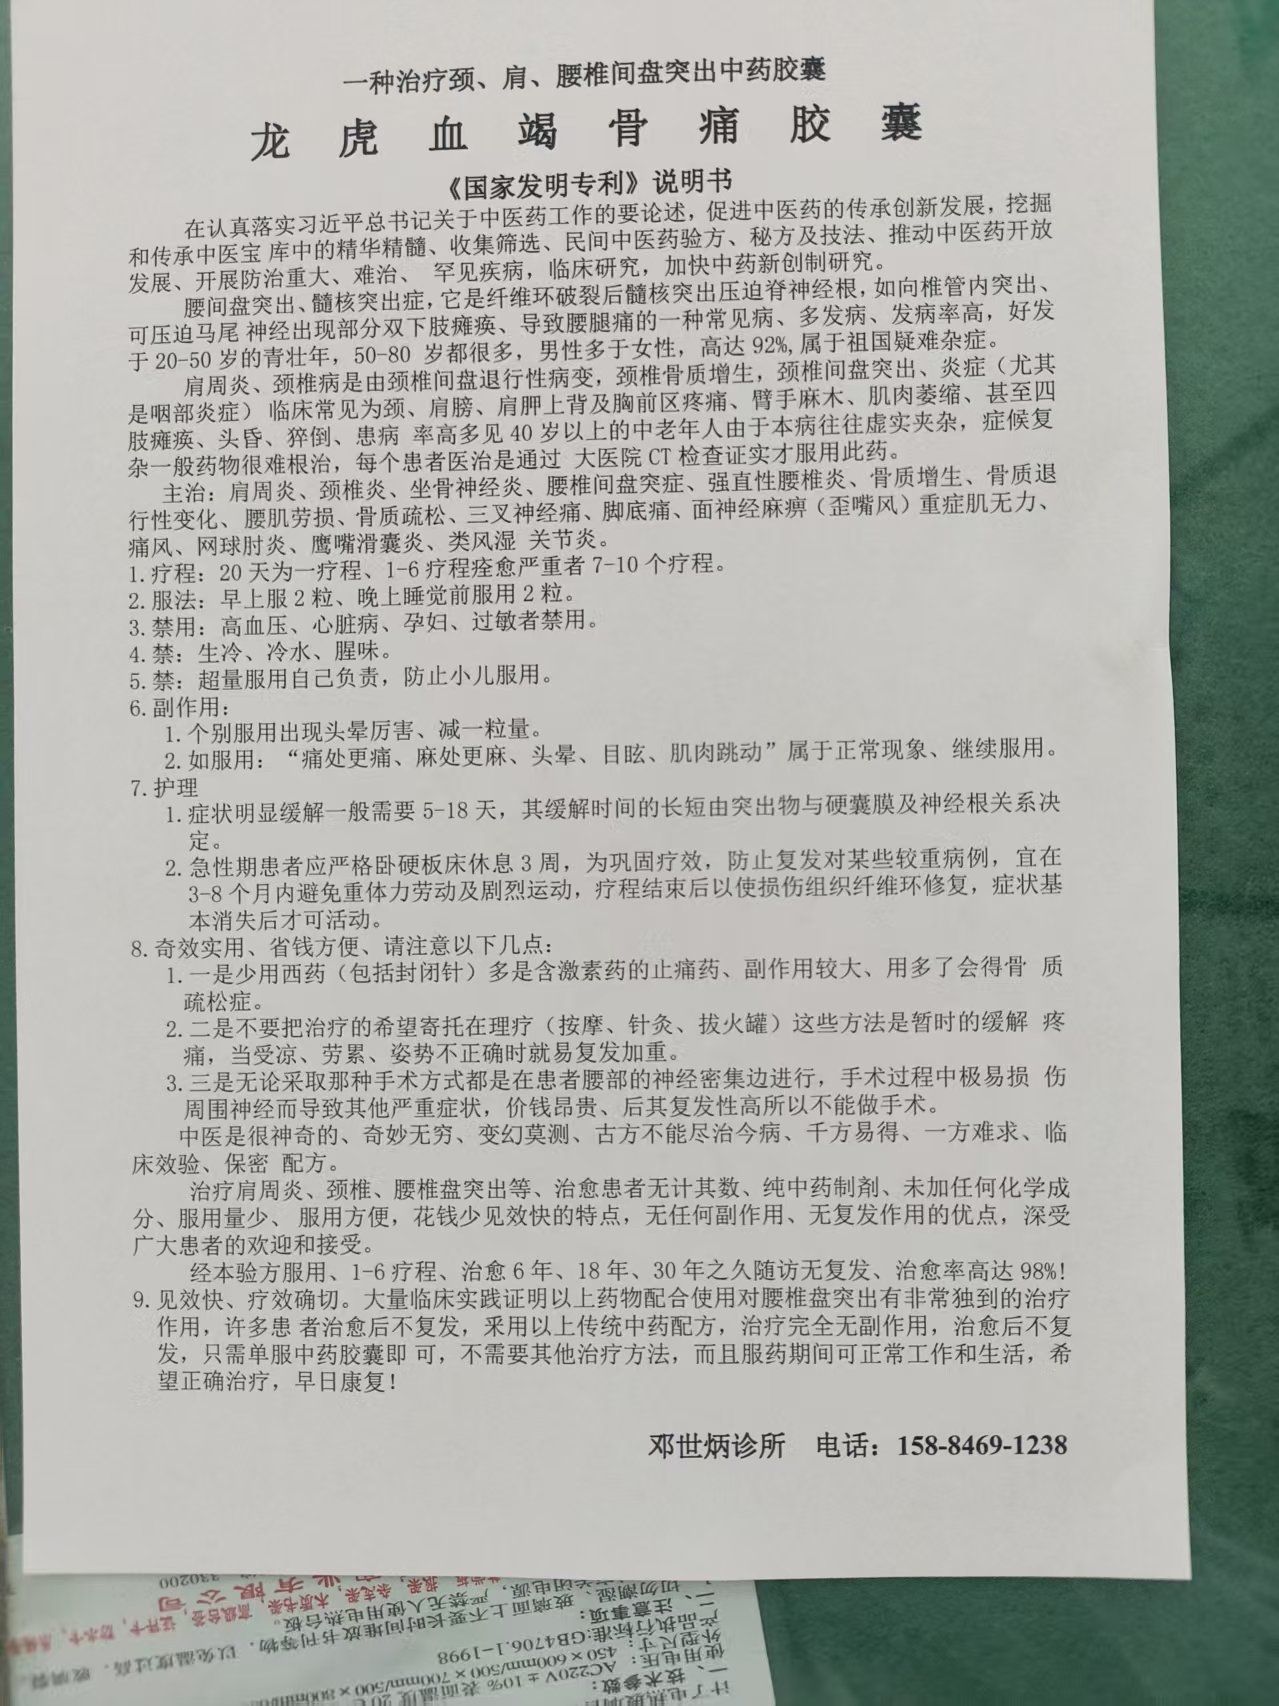 一种治疗颈、肩、腰椎间盘突出中药胶囊
龙虎血竭骨痛胶囊
《国家发明专利》说明书
在认真落实习近平总书记关于中医药工作的要论述，促进中医药的传承创新发展，挖掘
和传承中医宝 库中的精华精髓、收集筛选、民间中医药验方、秘方及技法、推动中医药开放
发展、开展防治重大、难治、 罕见疾病，临床研究，加快中药新创制研究。
腰间盘突出、髓核突出症，它是纤维环破裂后髓核突出压迫脊神经根，如向椎管内突出、
可压迫马尾 神经出现部分双下肢瘫痪、导致腰腿痛的一种常见病、多发病、发病率高，好发
于 20-50 岁的青壮年，50-80 岁都很多，男性多于女性，高达 92%,属于祖国疑难杂症。
肩周炎、颈椎病是由颈椎间盘退行性病变，颈椎骨质增生，颈椎间盘突出、炎症（尤其
是咽部炎症）临床常见为颈、肩膀、肩胛上背及胸前区疼痛、臂手麻木、肌肉萎缩、甚至四
肢瘫痪、头昏、猝倒、患病 率高多见 40 岁以上的中老年人由于本病往往虚实夹杂，症候复
杂一般药物很难根治，每个患者医治是通过 大医院 CT 检查证实才服用此药。
主治：肩周炎、颈椎炎、坐骨神经炎、腰椎间盘突症、强直性腰椎炎、骨质增生、骨质退
行性变化、 腰肌劳损、骨质疏松、三叉神经痛、脚底痛、面神经麻痹（歪嘴风）重症肌无力、
痛风、网球肘炎、鹰嘴滑囊炎、类风湿 关节炎。
1.疗程：20 天为一疗程、1-6 疗程痊愈严重者 7-10 个疗程。
2.服法：早上服 2 粒、晚上睡觉前服用 2 粒。
3.禁用：高血压、心脏病、孕妇、过敏者禁用。
4.禁：生冷、冷水、腥味。
5.禁：超量服用自己负责，防止小儿服用。
6.副作用：
1.个别服用出现头晕厉害、减一粒量。
2.如服用：“痛处更痛、麻处更麻、头晕、目眩、肌肉跳动”属于正常现象、继续服用。
7.护理
1.症状明显缓解一般需要 5-18 天，其缓解时间的长短由突出物与硬囊膜及神经根关系决
定。
2.急性期患者应严格卧硬板床休息 3 周，为巩固疗效，防止复发对某些较重病例，宜在
3-8 个月内避免重体力劳动及剧烈运动，疗程结束后以使损伤组织纤维环修复，症状基
本消失后才可活动。
8.奇效实用、省钱方便、请注意以下几点：
1.一是少用西药（包括封闭针）多是含激素药的止痛药、副作用较大、用多了会得骨 质
疏松症。
2.二是不要把治疗的希望寄托在理疗（按摩、针灸、拔火罐）这些方法是暂时的缓解 疼
痛，当受凉、劳累、姿势不正确时就易复发加重。
3.三是无论采取那种手术方式都是在患者腰部的神经密集边进行，手术过程中极易损 伤
周围神经而导致其他严重症状，价钱昂贵、后其复发性高所以不能做手术。
中医是很神奇的、奇妙无穷、变幻莫测、古方不能尽治今病、千方易得、一方难求、临
床效验、保密 配方。
治疗肩周炎、颈椎、腰椎盘突出等、治愈患者无计其数、纯中药制剂、未加任何化学成
分、服用量少、 服用方便，花钱少见效快的特点，无任何副作用、无复发作用的优点，深受
广大患者的欢迎和接受。
经本验方服用、1-6 疗程、治愈 6 年、18 年、30 年之久随访无复发、治愈率高达 98%!
9.见效快、疗效确切。大量临床实践证明以上药物配合使用对腰椎盘突出有非常独到的治疗
作用，许多患 者治愈后不复发，采用以上传统中药配方，治疗完全无副作用，治愈后不复
发，只需单服中药胶囊即 可，不需要其他治疗方法，而且服药期间可正常工作和生活，希
望正确治疗，早日康复！
邓世炳诊所 电话：158-8469-1238
330200
切勿潮湿，
二、注意事项：
产品执行标准:GB4706.1-1998
外型尺寸：450×600mm/500×700mm/500×800mm
使用电压：AC220V±10%
一、技术参数：